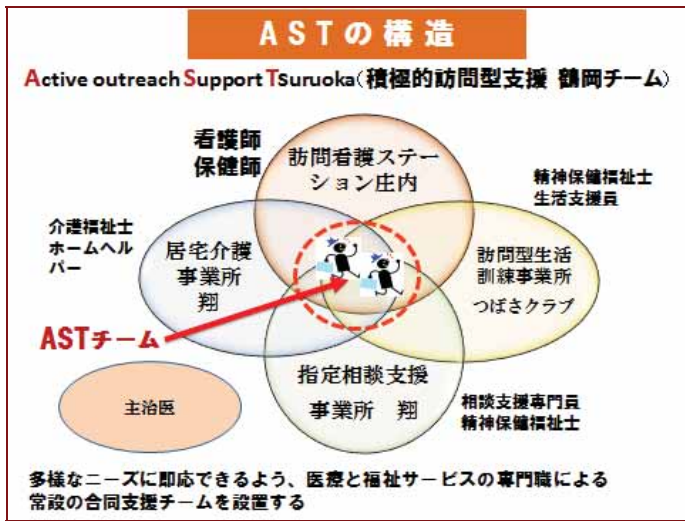 ASTの構造
Active outreach Support Tsuruoka(積極的訪問型支援 鶴岡チーム)
看護師
保健師
訪問看護ステー
ション庄内
精神保健福祉士
生活支援員
介護福祉士
ホームヘル
パー
居宅介護
事業所
翔
訪問型生活
訓練事業所
つばさクラブ
ASTチーム
指定相談支援
事業所 翔
主治医
相談支援専門員
精神保健福祉士
多様なニーズに即応できるよう、医療と福祉サービスの専門職による
常設の合同支援チームを設置する